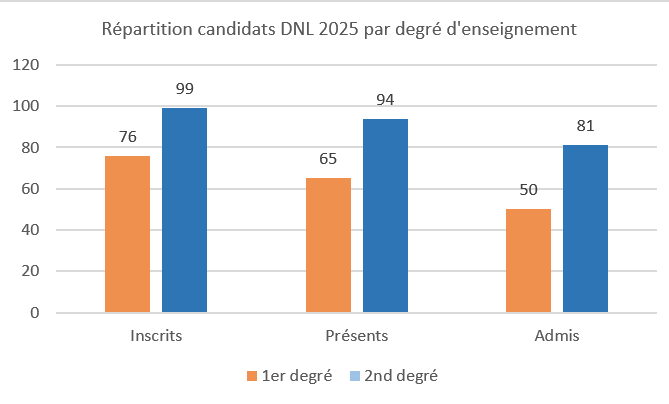 Répartition candidats DNL 2025 par degré d'enseignement
120
100
80
60
40
20
0
76
99
65
94
50
81
Inscrits
Présents
Admis
1er degré
2nd degré